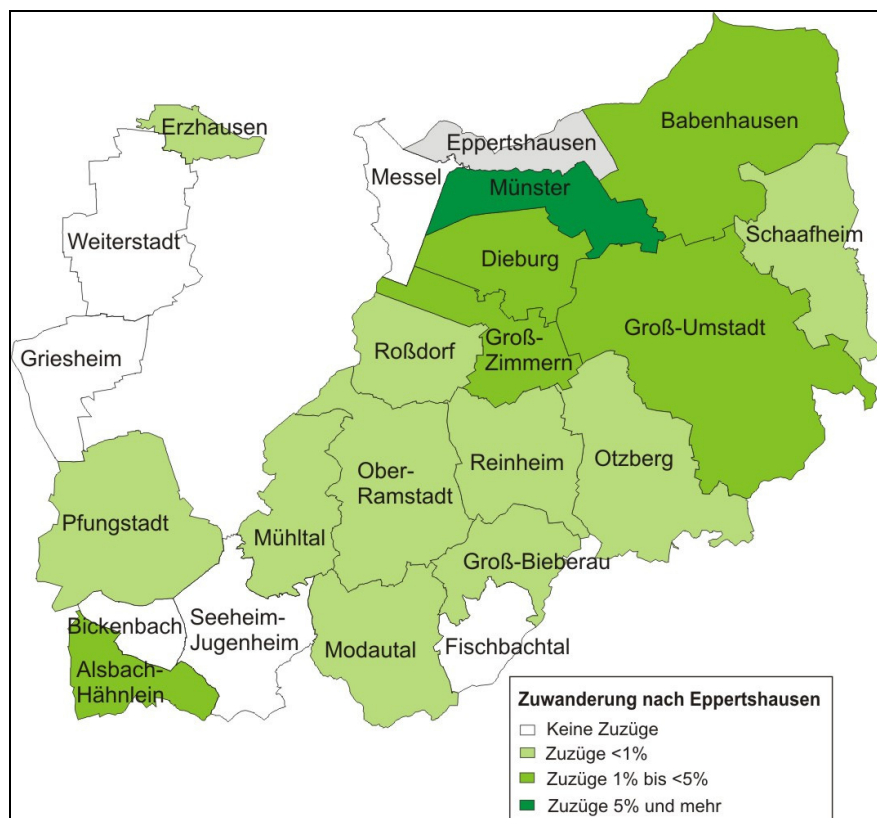 Babenhausen
Erzhausen
Eppertshausen
Messel
Münster
Weiterstadt
Schaafheim
Dieburg
Groß-Umstadt
Griesheim
Roßdorf
Groß-
Zimmern
Ober-
Ramstadt
Reinheim
Otzberg
Pfungstadt
Mühltal
Groß-Bieberau
Bickenbach
Seeheim-
Jugenheim
Modautal
Fischbachtal
Alsbach-
Hähnlein
Zuwanderung nach Eppertshausen
Keine Zuzüge
Zuzüge <1%
Zuzüge 1% bis <5%
Zuzüge 5% und mehr